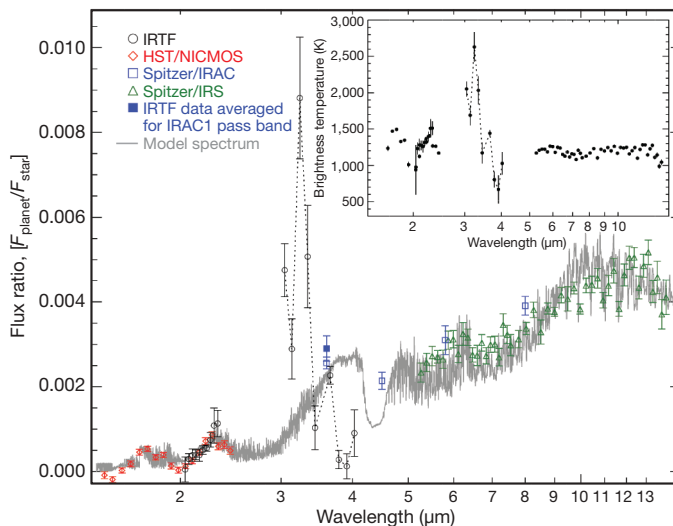 IRTF
HST/NICMOS
Spitzer/IRAC
Spitzer/IRS
IRTF data averaged
for IRAC1 pass band
Model spectrum
Flux ratio, [F_planet/F_star]
0.010
0.008
0.006
0.004
0.002
0.000
2 3 4 5 6 7 8 9 10 11 12 13
Wavelength (μm)
Brightness temperature (K)
3,000
2,500
2,000
1,500
1,000
500
2 3 4 5 6 7 8 9 10
Wavelength (μm)